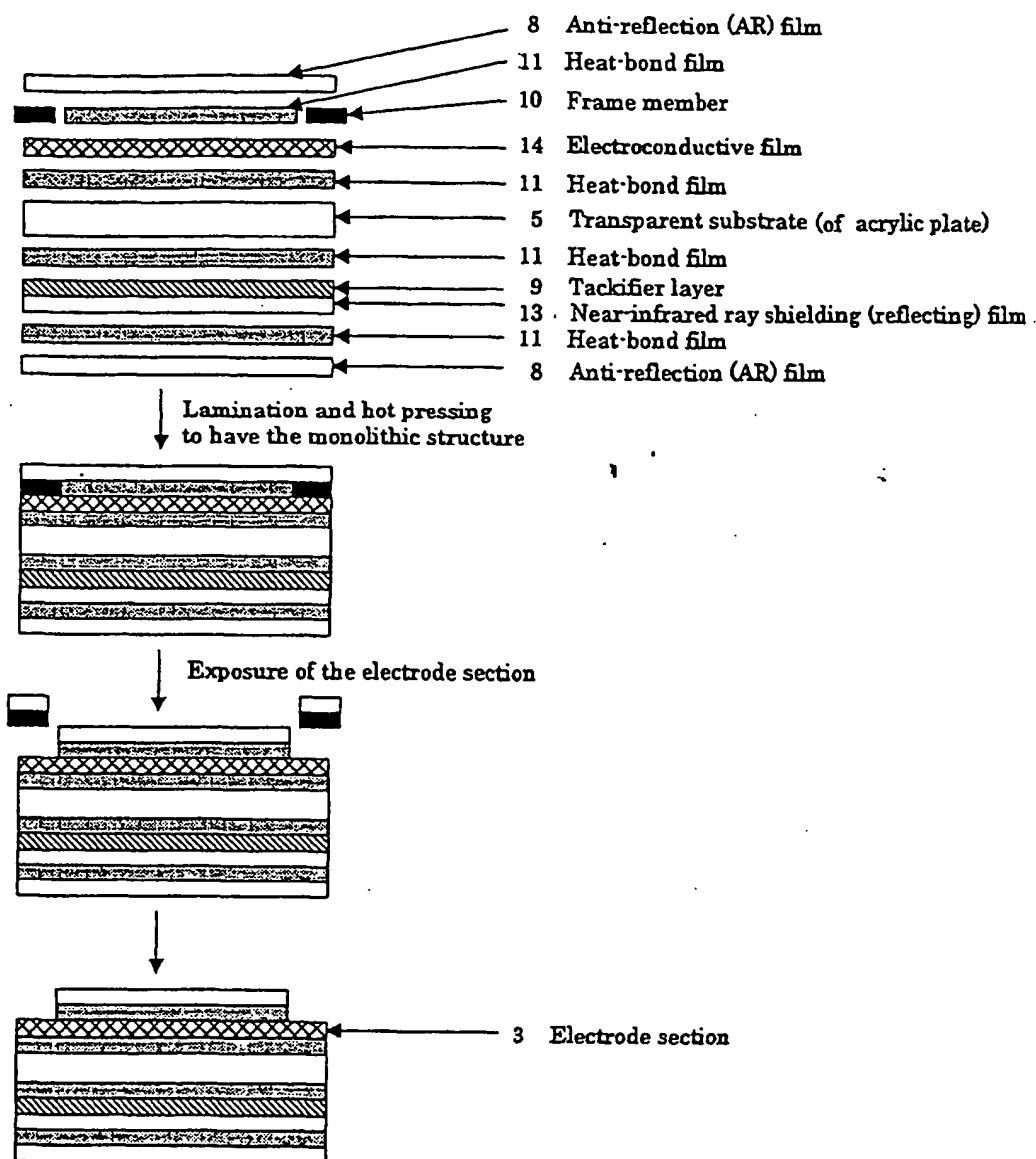 8 Anti-reflection (AR) film
11 Heat-bond film
10 Frame member
14 Electroconductive film
11 Heat-bond film
5 Transparent substrate (of acrylic plate)
11 Heat-bond film
9 Tackifier layer
13 Near-infrared ray shielding (reflecting) film
11 Heat-bond film
8 Anti-reflection (AR) film
Lamination and hot pressing
to have the monolithic structure
Exposure of the electrode section
3 Electrode section